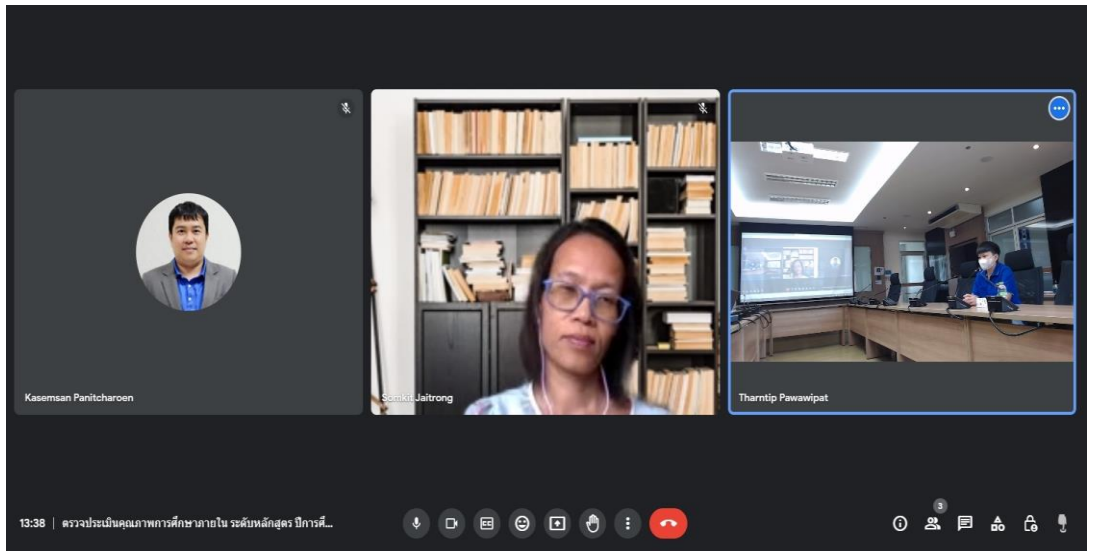 Kasemsan Panitcharoen
Somkit Jaitrong
Tharntip Pawawipat
13:38 | ตรวจประเมินคุณภาพการศึกษาภายใน ระดับหลักสูตร ปีการศึ...
CC
3